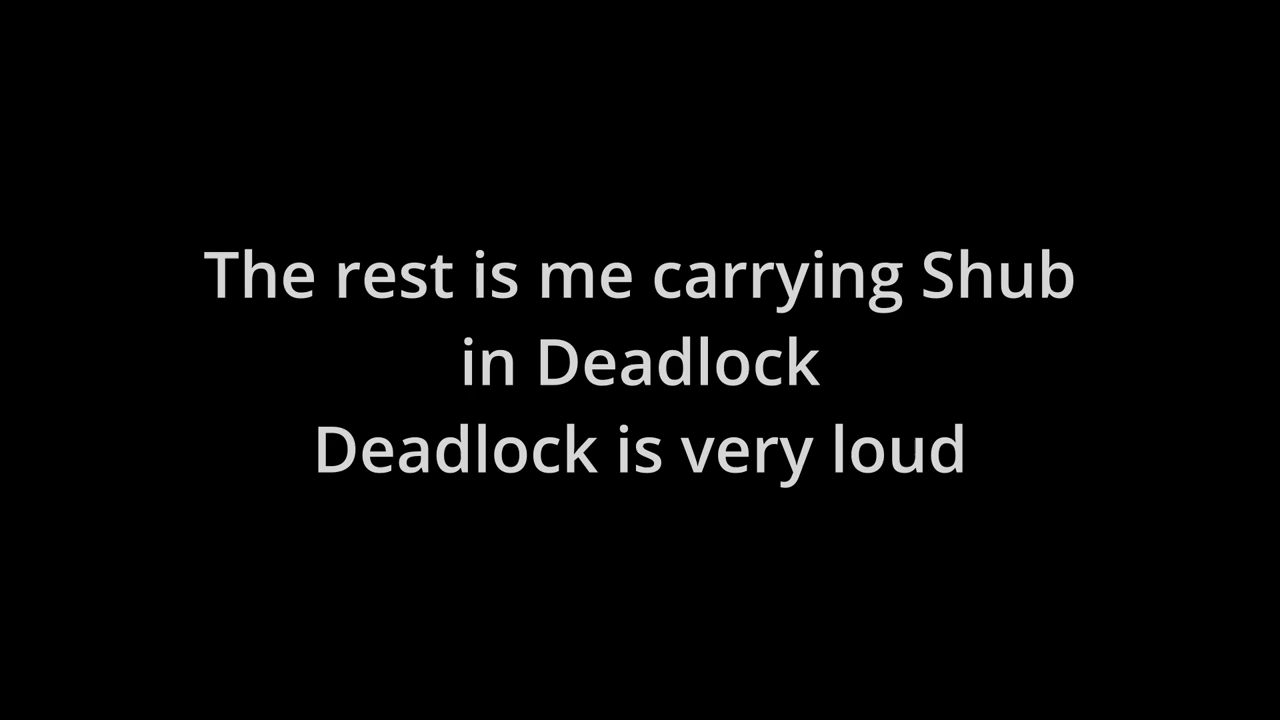 The rest is me carrying Shub
in Deadlock
Deadlock is very loud